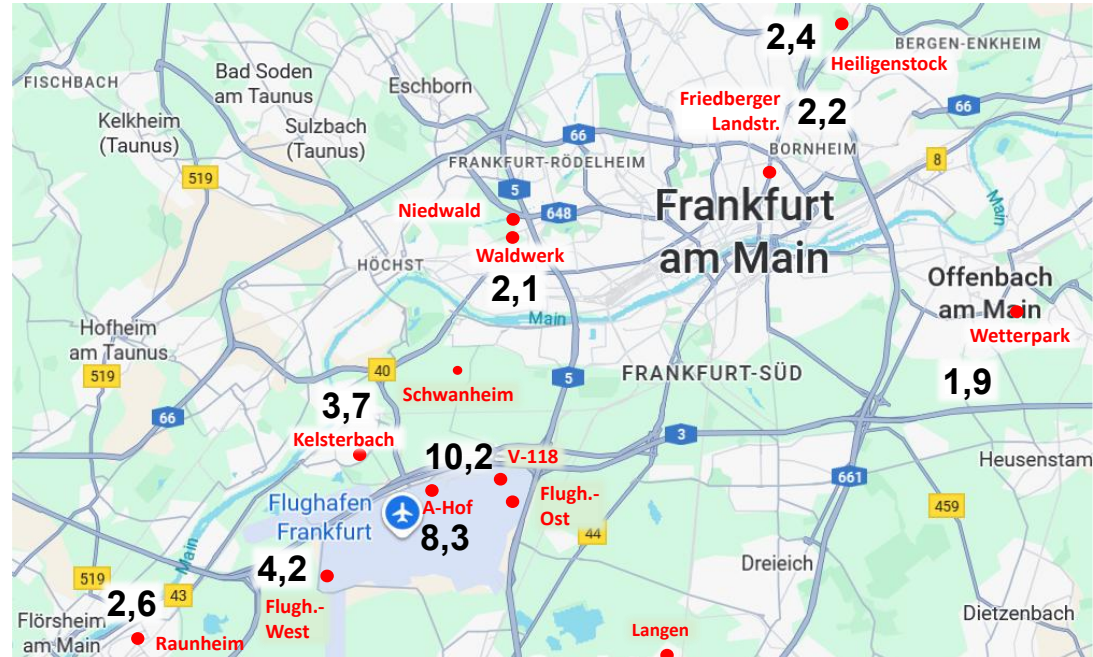 2,4
Heiligenstock
BERGEN-ENKHEIM
FISCHBACH
Bad Soden
am Taunus
Eschborn
Friedberger
Landstr.
2,2
66
Kelkheim
(Taunus)
Sulzbach
(Taunus)
66
BORNHEIM
8
519
FRANKFURT-RÖDELHEIM
5
648
Niedwald
Frankfurt
am Main
Main
Waldwerk
HÖCHST
2,1
Main
Offenbach
am Main
Wetterpark
Hofheim
am Taunus
519
40
Schwanheim
5
FRANKFURT-SÜD
1,9
66
3,7
Kelsterbach
3
10,2
V-118
Heusenstam
661
Flughafen
Frankfurt
A-Hof
8,3
Flugh.-
Ost
44
459
Main
4,2
Dreieich
519
43
2,6
Flugh.-
West
Flörsheim
am Main
Raunheim
Langen
Dietzenbach